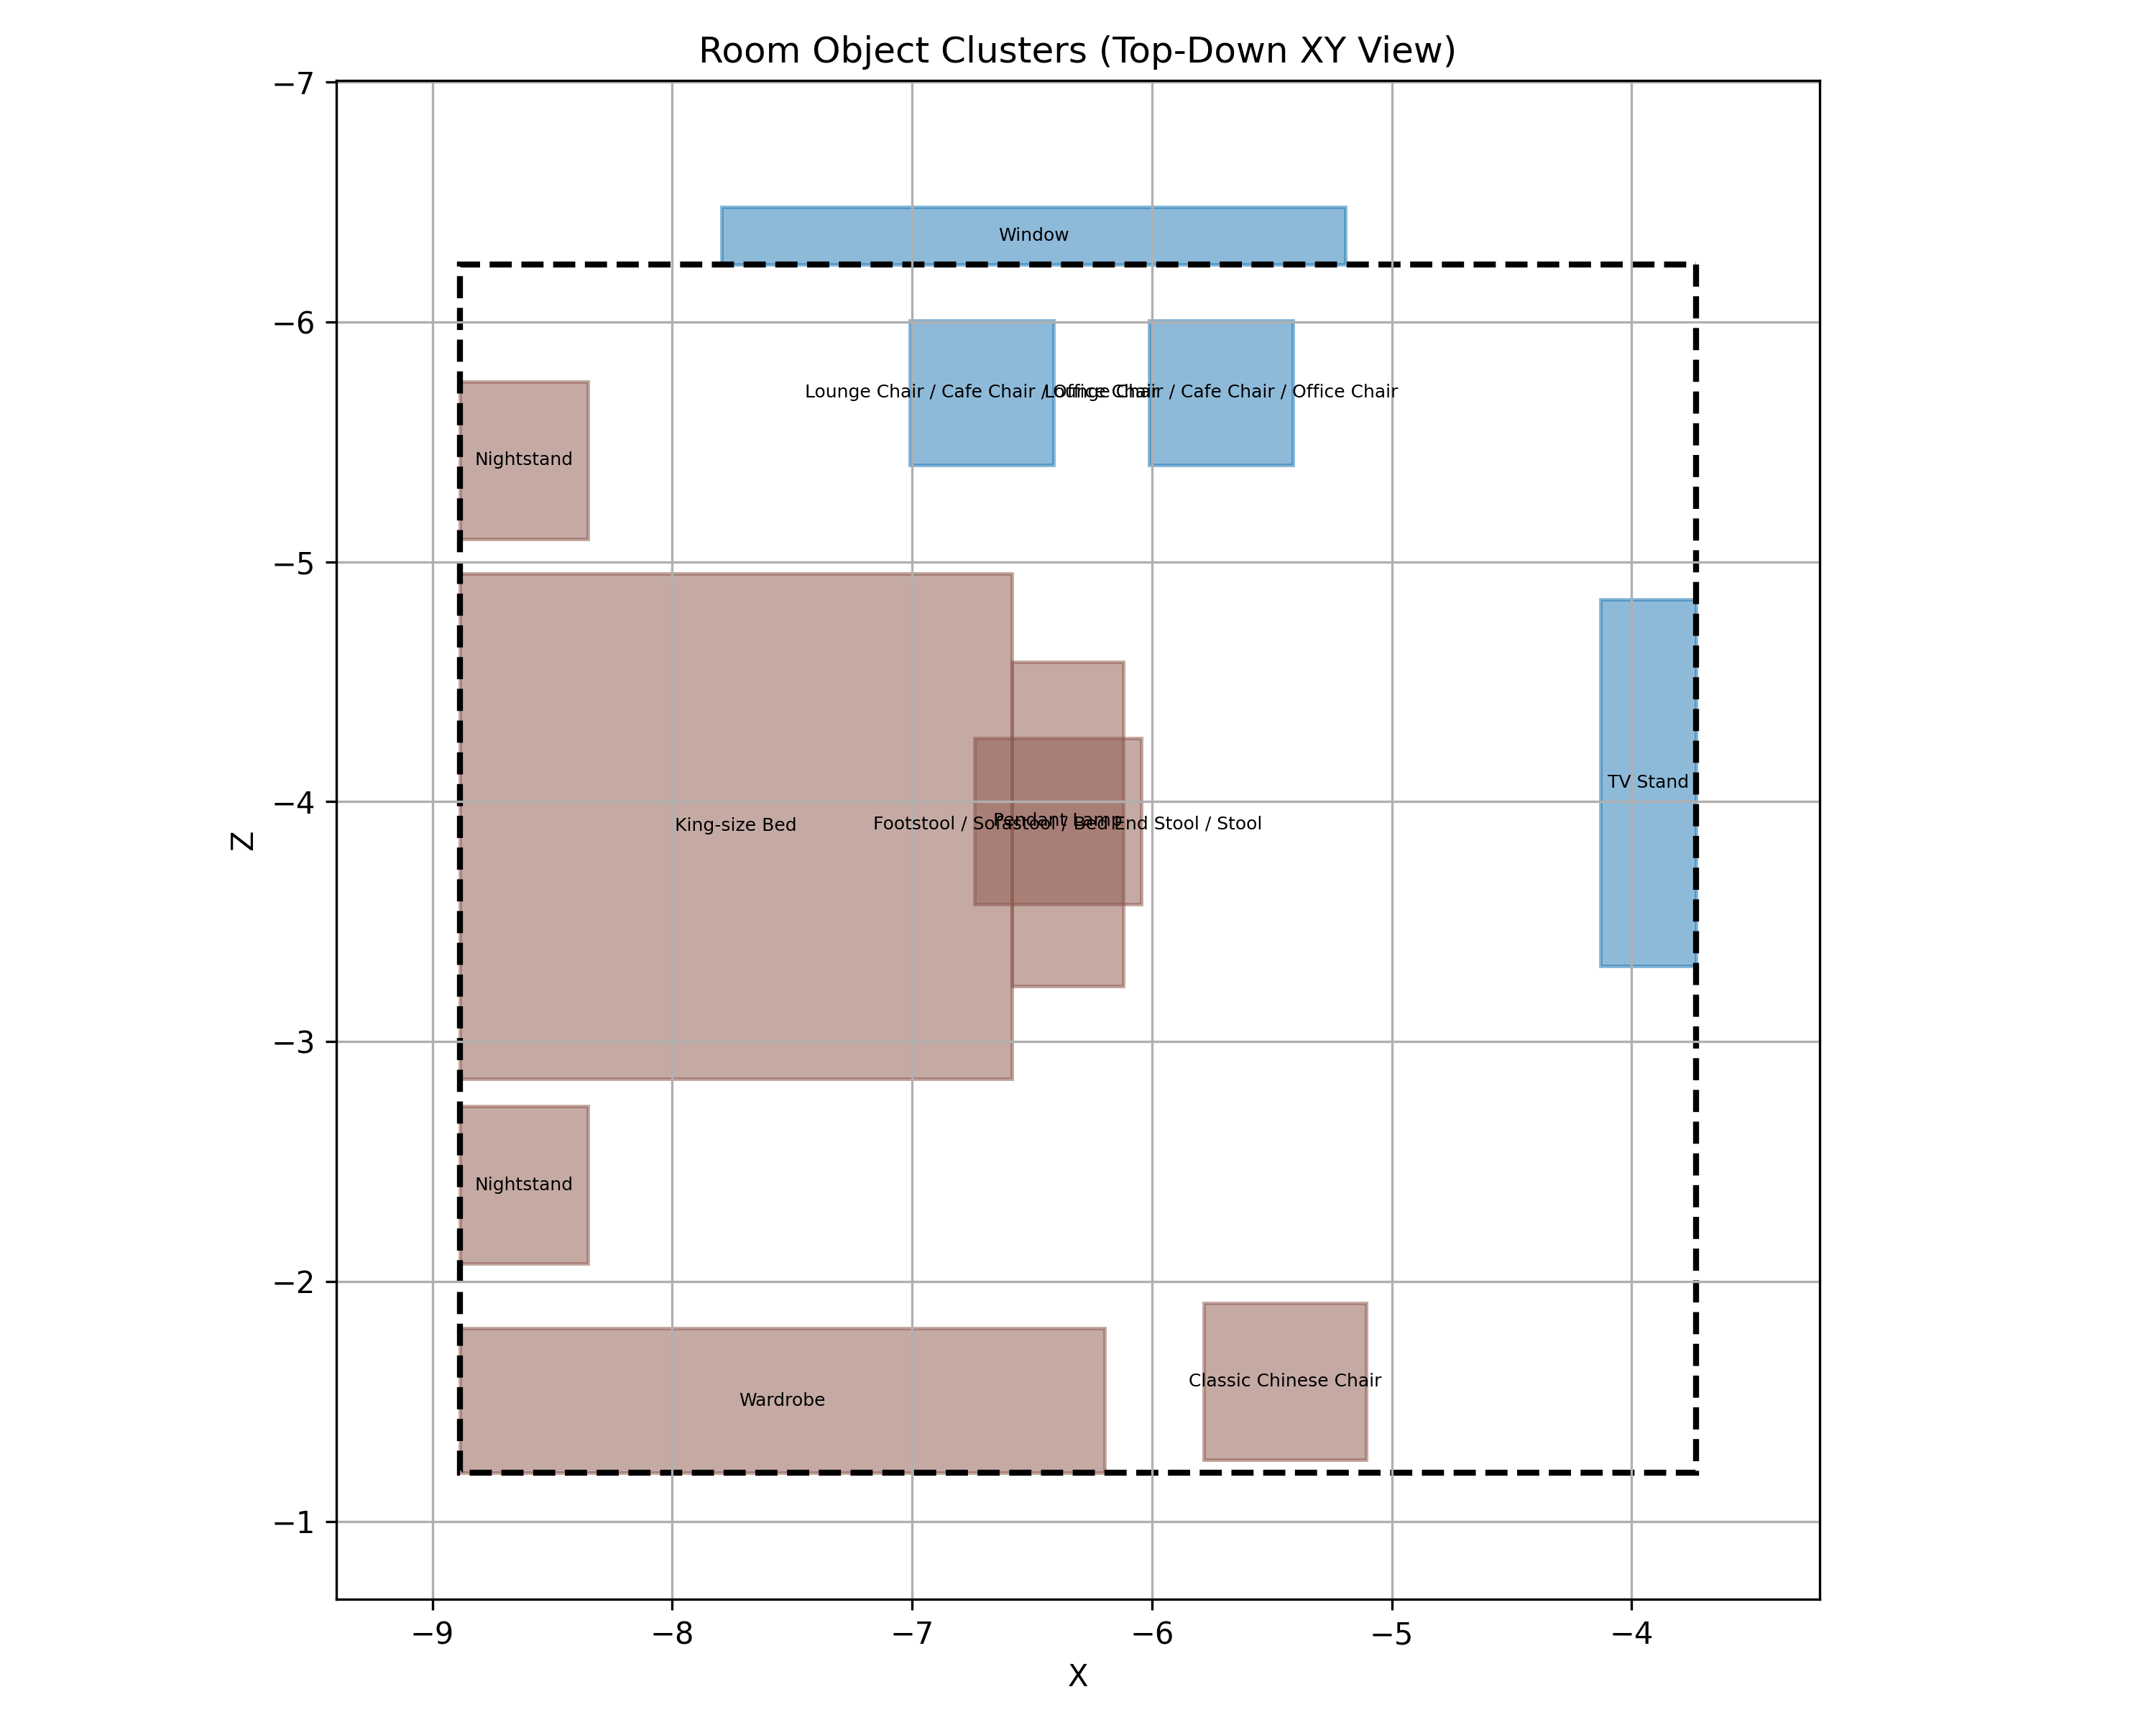 Room Object Clusters (Top-Down XY View)
−7
Window
−6
Lounge Chair / Cafe Chair / Office Chair
Lounge Chair / Cafe Chair / Office Chair
Nightstand
−5
TV Stand
−4
King-size Bed
Footstool / Sofastool / Bed End Stool / Stool
Pendant Lamp
Z
−3
Nightstand
−2
Classic Chinese Chair
Wardrobe
−1
−9 −8 −7 −6 −5 −4
X